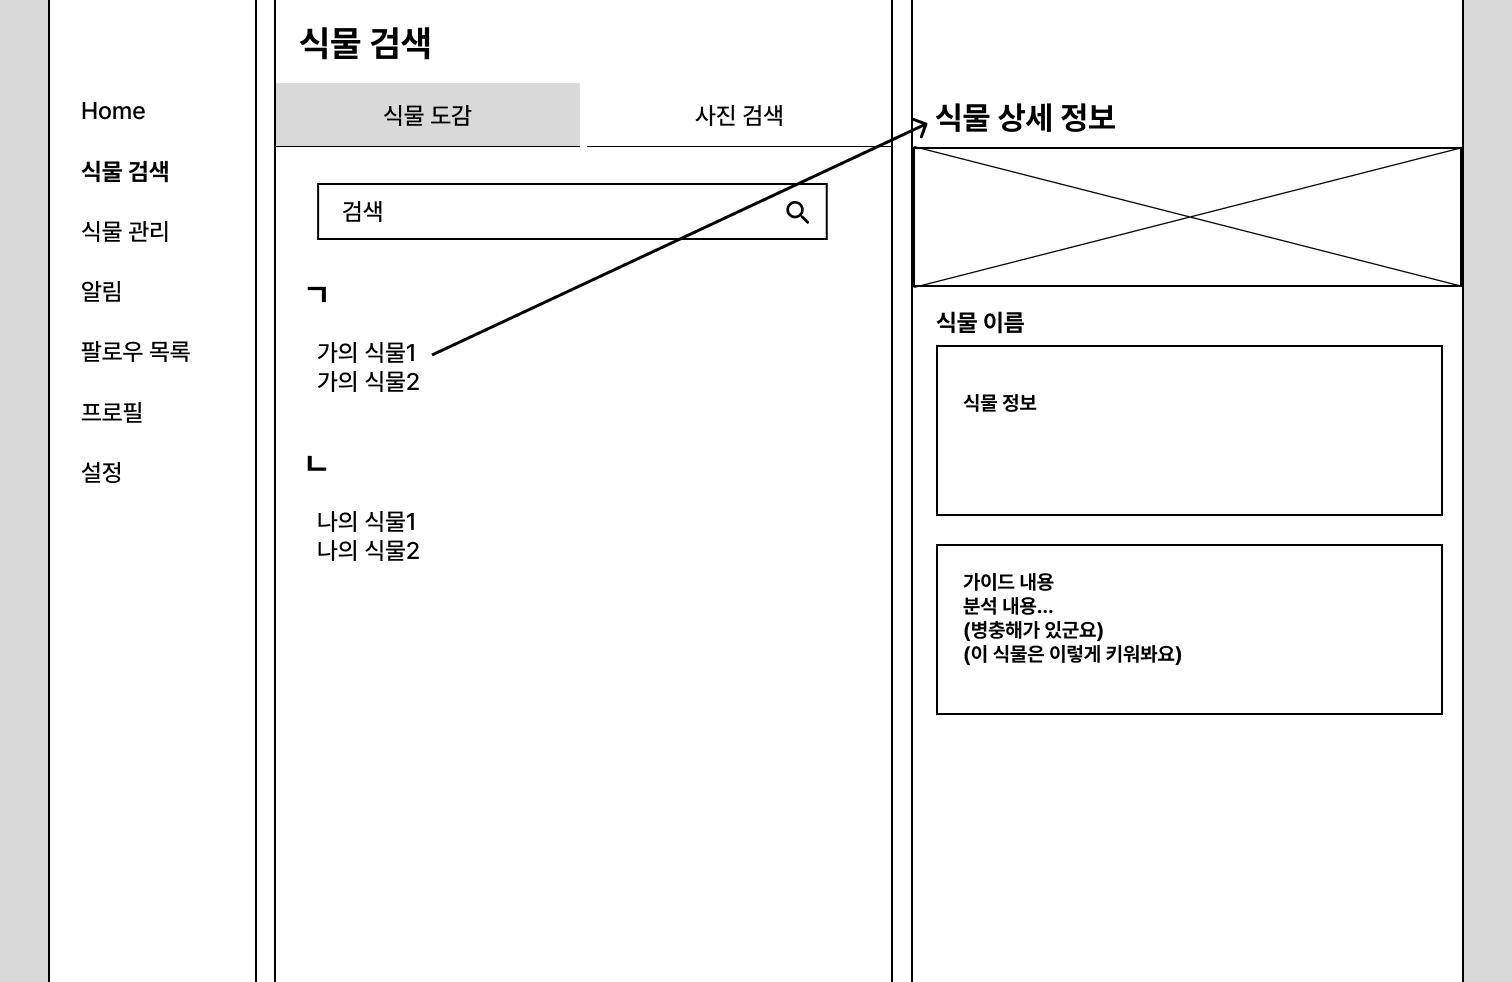 Home
식물 검색
식물 관리
알림
팔로우 목록
프로필
설정
식물 검색
식물 도감
사진 검색
검색
ㄱ
가의 식물1
가의 식물2
ㄴ
나의 식물1
나의 식물2
식물 상세 정보
식물 이름
식물 정보
가이드 내용
분석 내용...
(병충해가 있군요)
(이 식물은 이렇게 키워봐요)